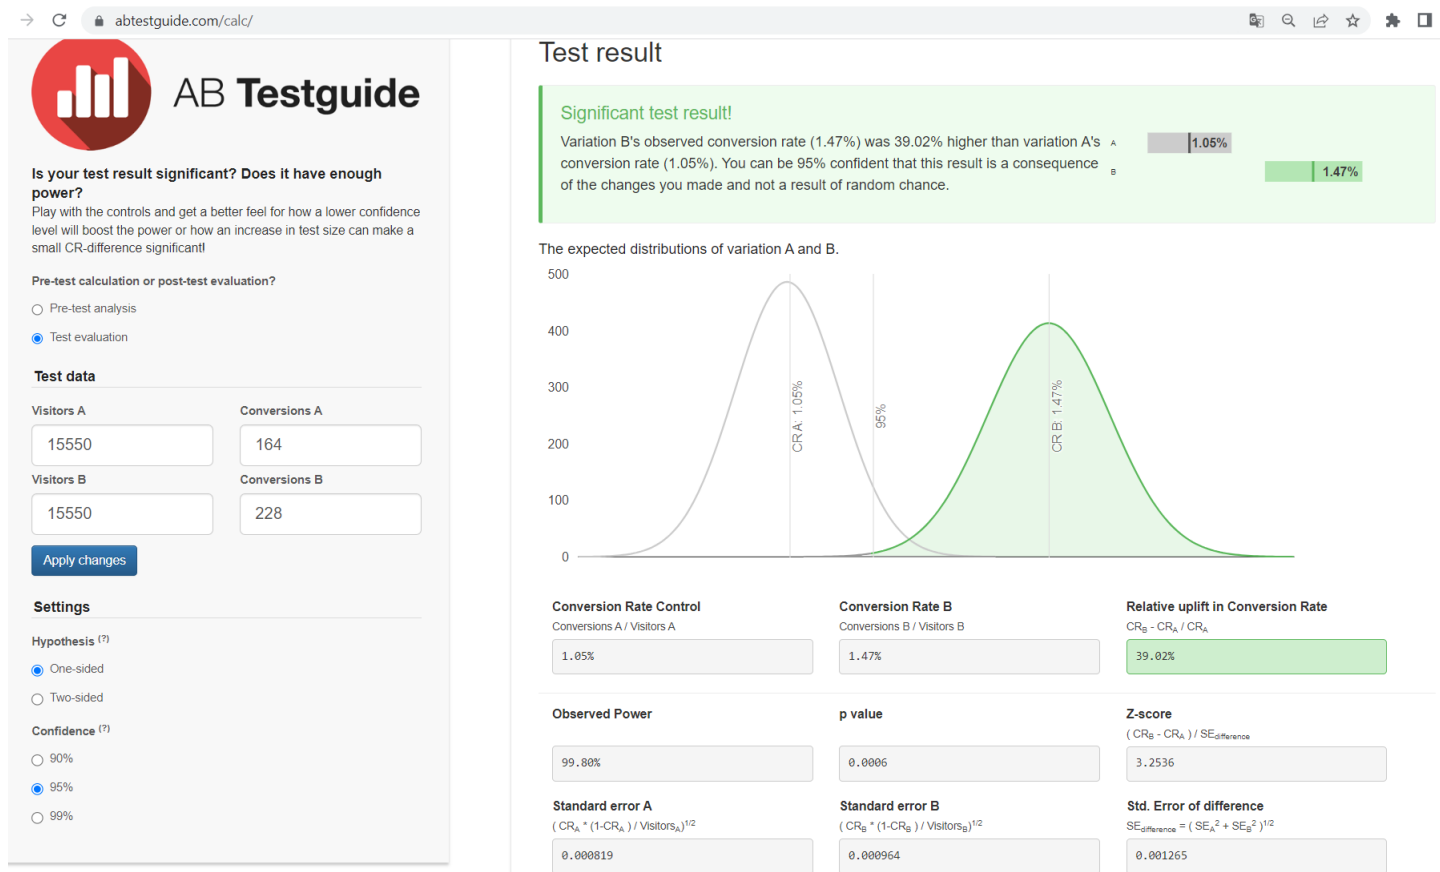 abtestguide.com/calc/
AB Testguide
Is your test result significant? Does it have enough
power?
Play with the controls and get a better feel for how a lower confidence
level will boost the power or how an increase in test size can make a
small CR-difference significant!
Pre-test calculation or post-test evaluation?
Pre-test analysis
Test evaluation
Test data
Visitors A Conversions A
15550 164
Visitors B Conversions B
15550 228
Apply changes
Settings
Hypothesis (?)
One-sided
Two-sided
Confidence (?)
90%
95%
99%
Test result
Significant test result!
Variation B's observed conversion rate (1.47%) was 39.02% higher than variation A's
conversion rate (1.05%). You can be 95% confident that this result is a consequence
of the changes you made and not a result of random chance.
A 1.05%
B 1.47%
The expected distributions of variation A and B.
500
400
300
200
100
0
CR A: 1.05%
95%
CR B: 1.47%
Conversion Rate Control Conversion Rate B Relative uplift in Conversion Rate
Conversions A / Visitors A Conversions B / Visitors B CRB - CRA / CRA
1.05% 1.47% 39.02%
Observed Power p value Z-score
( CRB - CRA ) / SEdifference
99.80% 0.0006 3.2536
Standard error A Standard error B Std. Error of difference
( CRA * (1-CRA ) / VisitorsA)1/2 ( CRB * (1-CRB ) / VisitorsB)1/2 SEdifference = ( SEA2 + SEB2 )1/2
0.000819 0.000964 0.001265